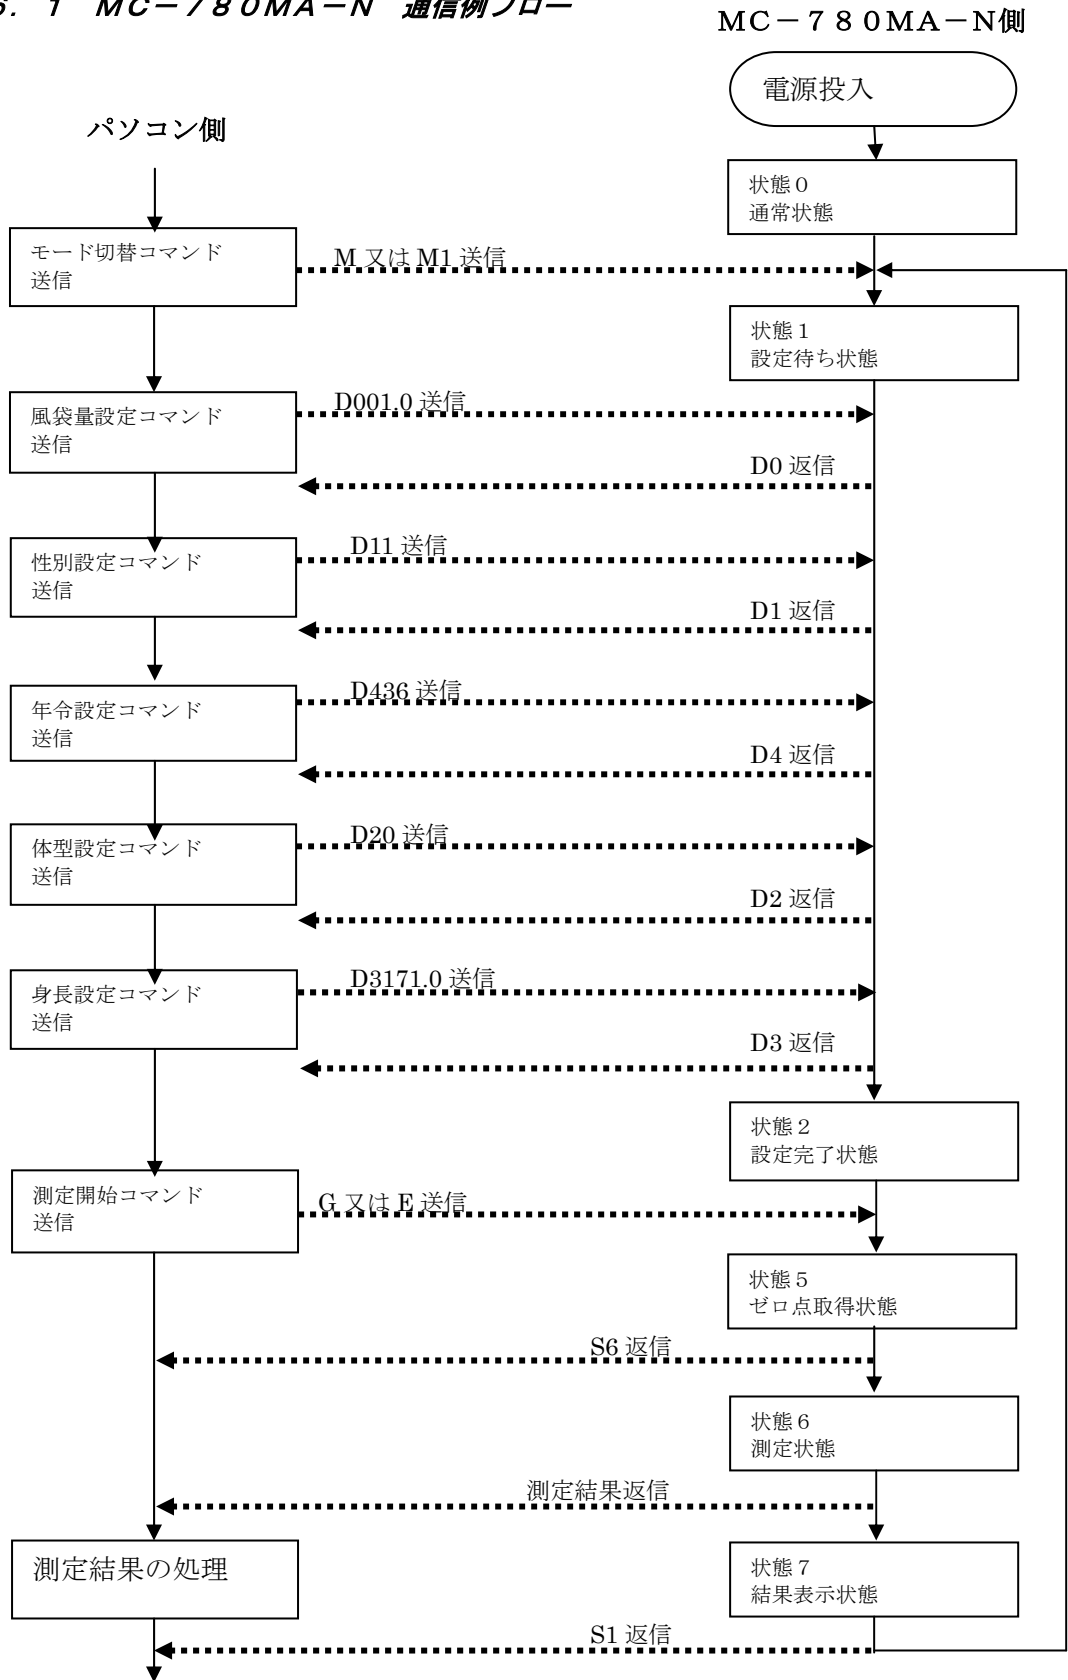 6．1　MC－780MA－N　通信例フロー
MC－780MA－N側
電源投入
パソコン側
状態0
通常状態
モード切替コマンド
送信
M 又は M1 送信
状態1
設定待ち状態
風袋量設定コマンド
送信
D001.0 送信
D0 返信
性別設定コマンド
送信
D11 送信
D1 返信
年令設定コマンド
送信
D436 送信
D4 返信
体型設定コマンド
送信
D20 送信
D2 返信
身長設定コマンド
送信
D3171.0 送信
D3 返信
状態2
設定完了状態
測定開始コマンド
送信
G 又は E 送信
状態5
ゼロ点取得状態
S6 返信
状態6
測定状態
測定結果返信
測定結果の処理
状態7
結果表示状態
S1 返信